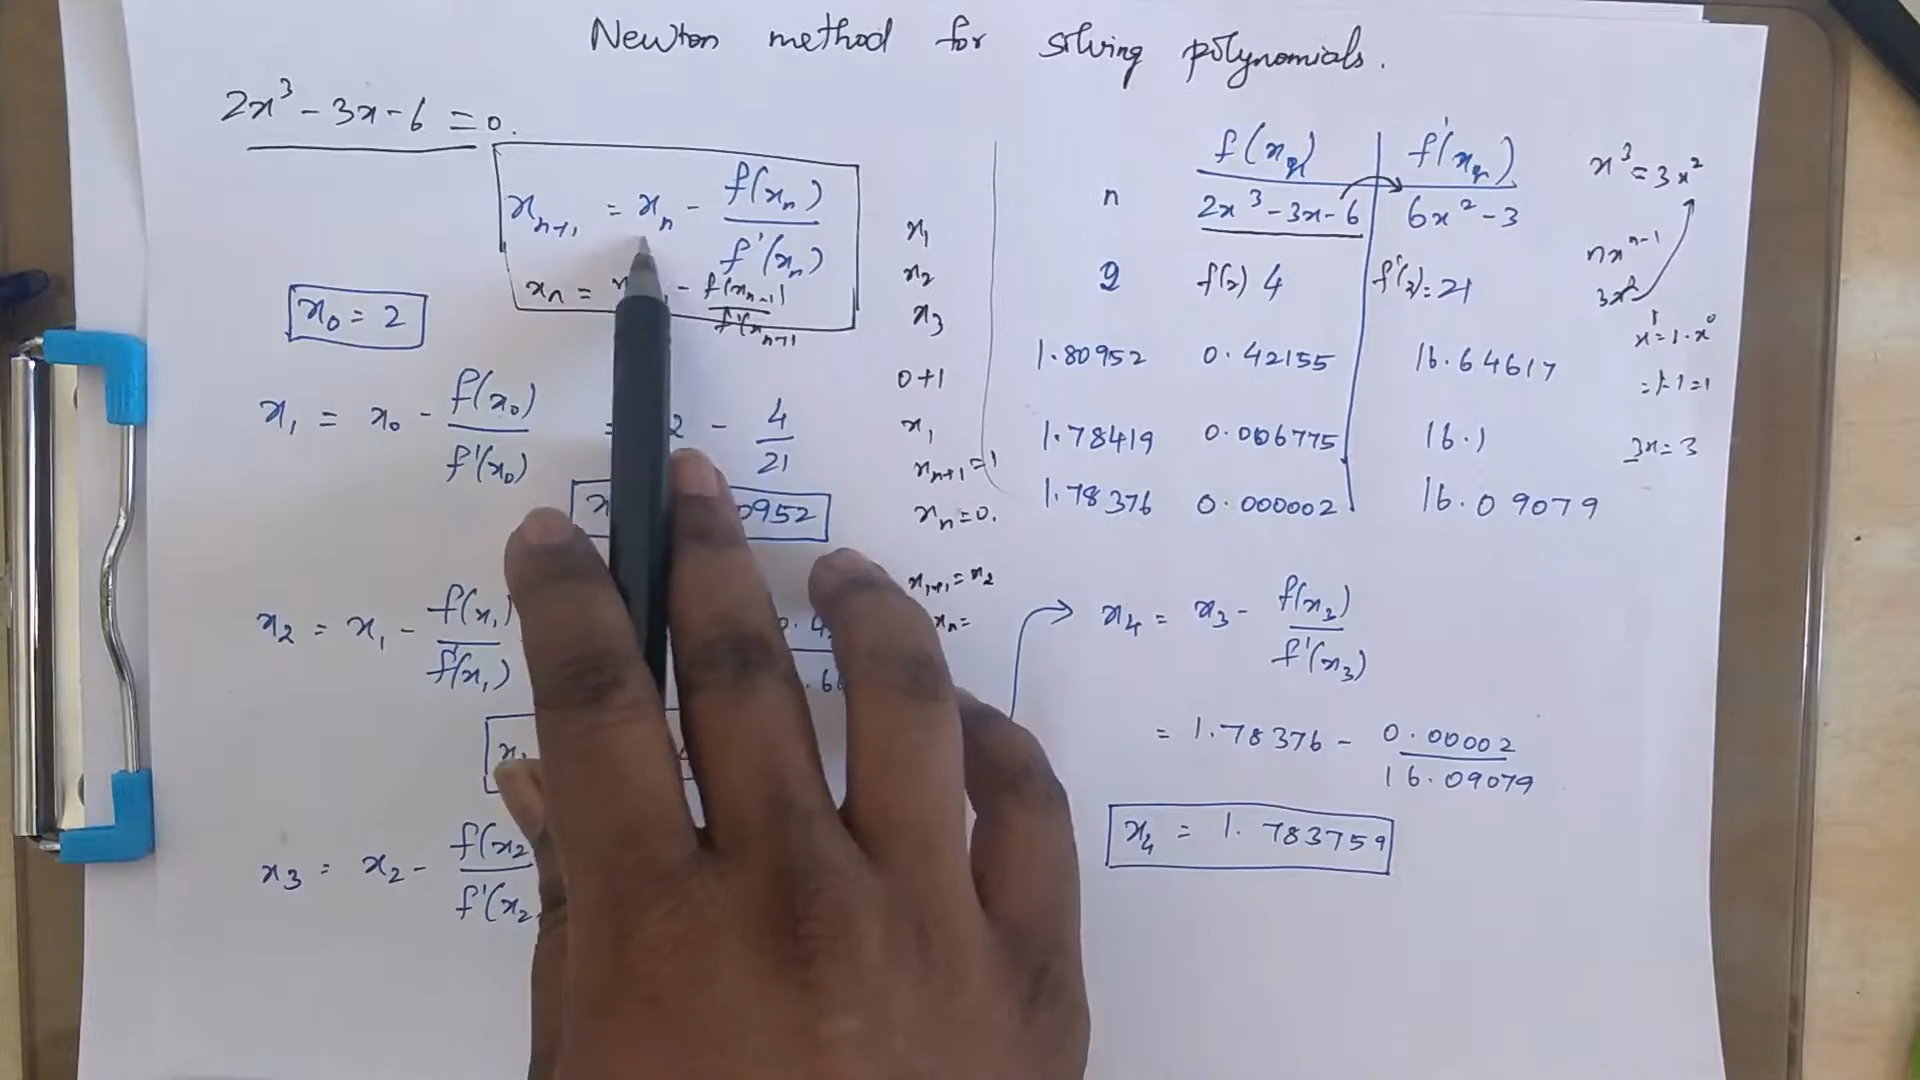 Newton method for solving polynomials.
2x³ - 3x - 6 = 0.
xₙ₊₁ = xₙ - f(xₙ) / f'(xₙ)
xₙ = - f(xₙ₋₁) / f'(xₙ₊₁
x₀ = 2
x₁ = x₀ - f(x₀) / f'(x₀) = 2 - 4/21
0952
x₂ = x₁ - f(x₁) / f'(x₁)
x₃ = x₂ - f(x₂ / f'(x₂
x₁
x₂
x₃
0+1
x₁
xₙ₊₁ = 1
xₙ = 0.
= x₂
xₙ =
n f(xₙ) f'(xₙ)
2x³ - 3x - 6 6x² - 3
2 f(2) 4 f'(2) = 21
1.80952 0.42155 16.64617
1.78419 0.006775 16.1
1.78376 0.000002 16.09079
x³ = 3x²
nxⁿ⁻¹
3x²
x¹ = 1·x⁰
= 1·1 = 1
3x = 3
x₄ = x₃ - f(x₃) / f'(x₃)
= 1.78376 - 0.00002 / 16.09079
x₄ = 1.783759